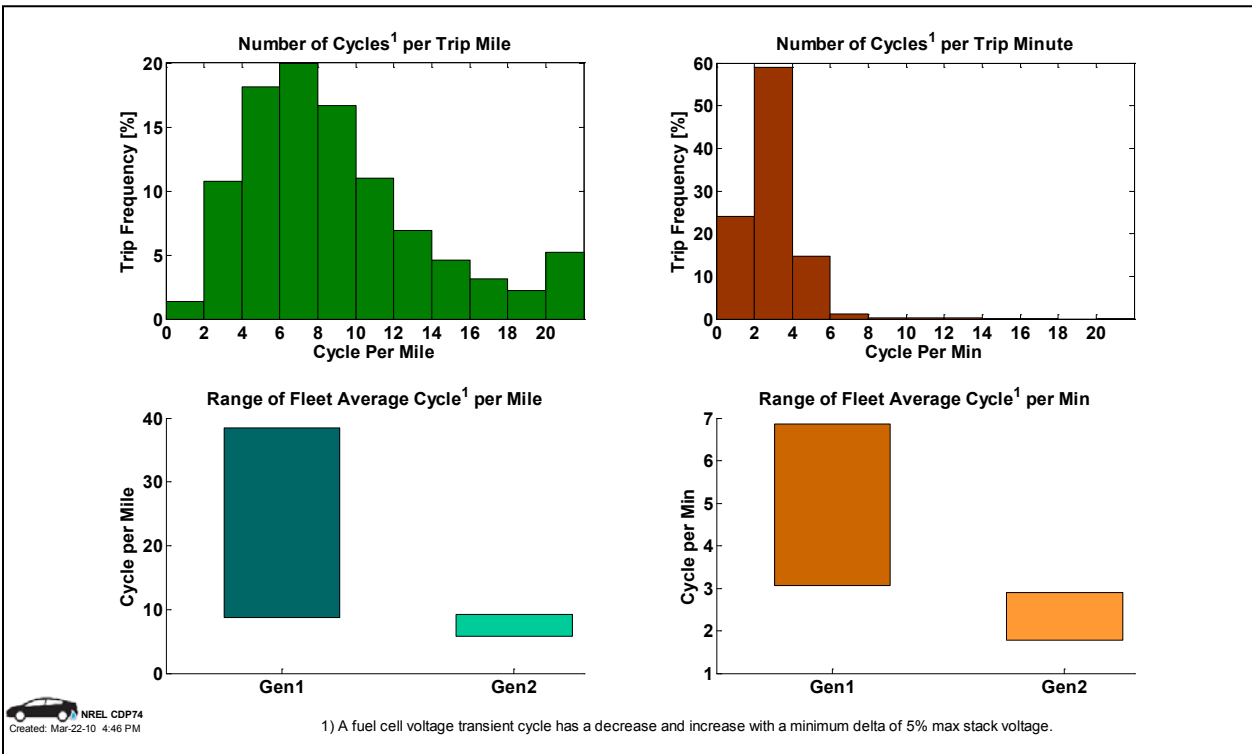 Number of Cycles¹ per Trip Mile
Trip Frequency [%]
20
15
10
5
0
0 2 4 6 8 10 12 14 16 18 20
Cycle Per Mile
Number of Cycles¹ per Trip Minute
Trip Frequency [%]
60
50
40
30
20
10
0
0 2 4 6 8 10 12 14 16 18 20
Cycle Per Min
Range of Fleet Average Cycle¹ per Mile
Cycle per Mile
40
30
20
10
0
Gen1 Gen2
Range of Fleet Average Cycle¹ per Min
Cycle per Min
7
6
5
4
3
2
1
Gen1 Gen2
NREL CDP74
Created: Mar-22-10 4:46 PM
1) A fuel cell voltage transient cycle has a decrease and increase with a minimum delta of 5% max stack voltage.